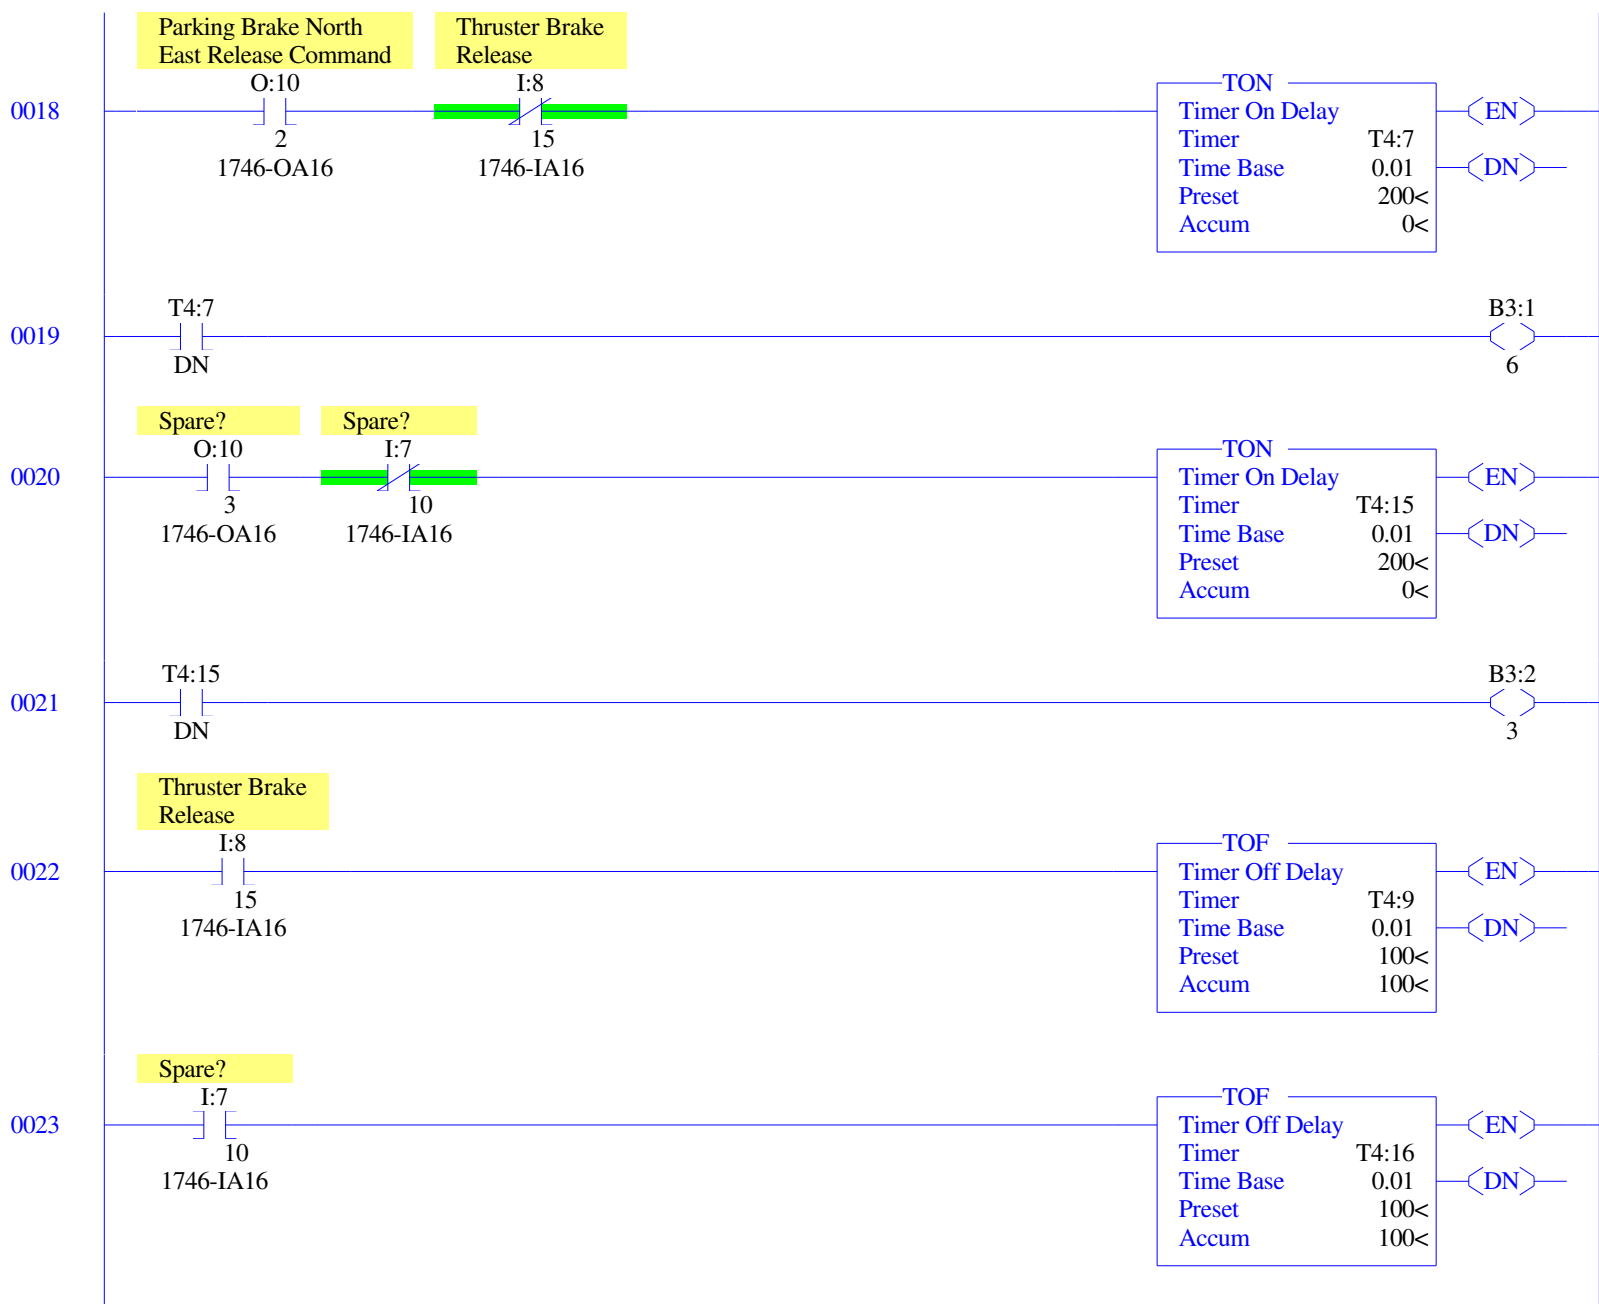 Parking Brake North
East Release Command
Thruster Brake
Release
O:10
I:8
TON
0018
Timer On Delay
EN
2
15
Timer
T4:7
1746-OA16
1746-IA16
Time Base
0.01
DN
Preset
200<
Accum
0<
T4:7
B3:1
0019
DN
6
Spare?
Spare?
O:10
I:7
TON
0020
Timer On Delay
EN
3
10
Timer
T4:15
1746-OA16
1746-IA16
Time Base
0.01
DN
Preset
200<
Accum
0<
T4:15
B3:2
0021
DN
3
Thruster Brake
Release
I:8
TOF
0022
Timer Off Delay
EN
15
Timer
T4:9
1746-IA16
Time Base
0.01
DN
Preset
100<
Accum
100<
Spare?
I:7
TOF
0023
Timer Off Delay
EN
10
Timer
T4:16
1746-IA16
Time Base
0.01
DN
Preset
100<
Accum
100<